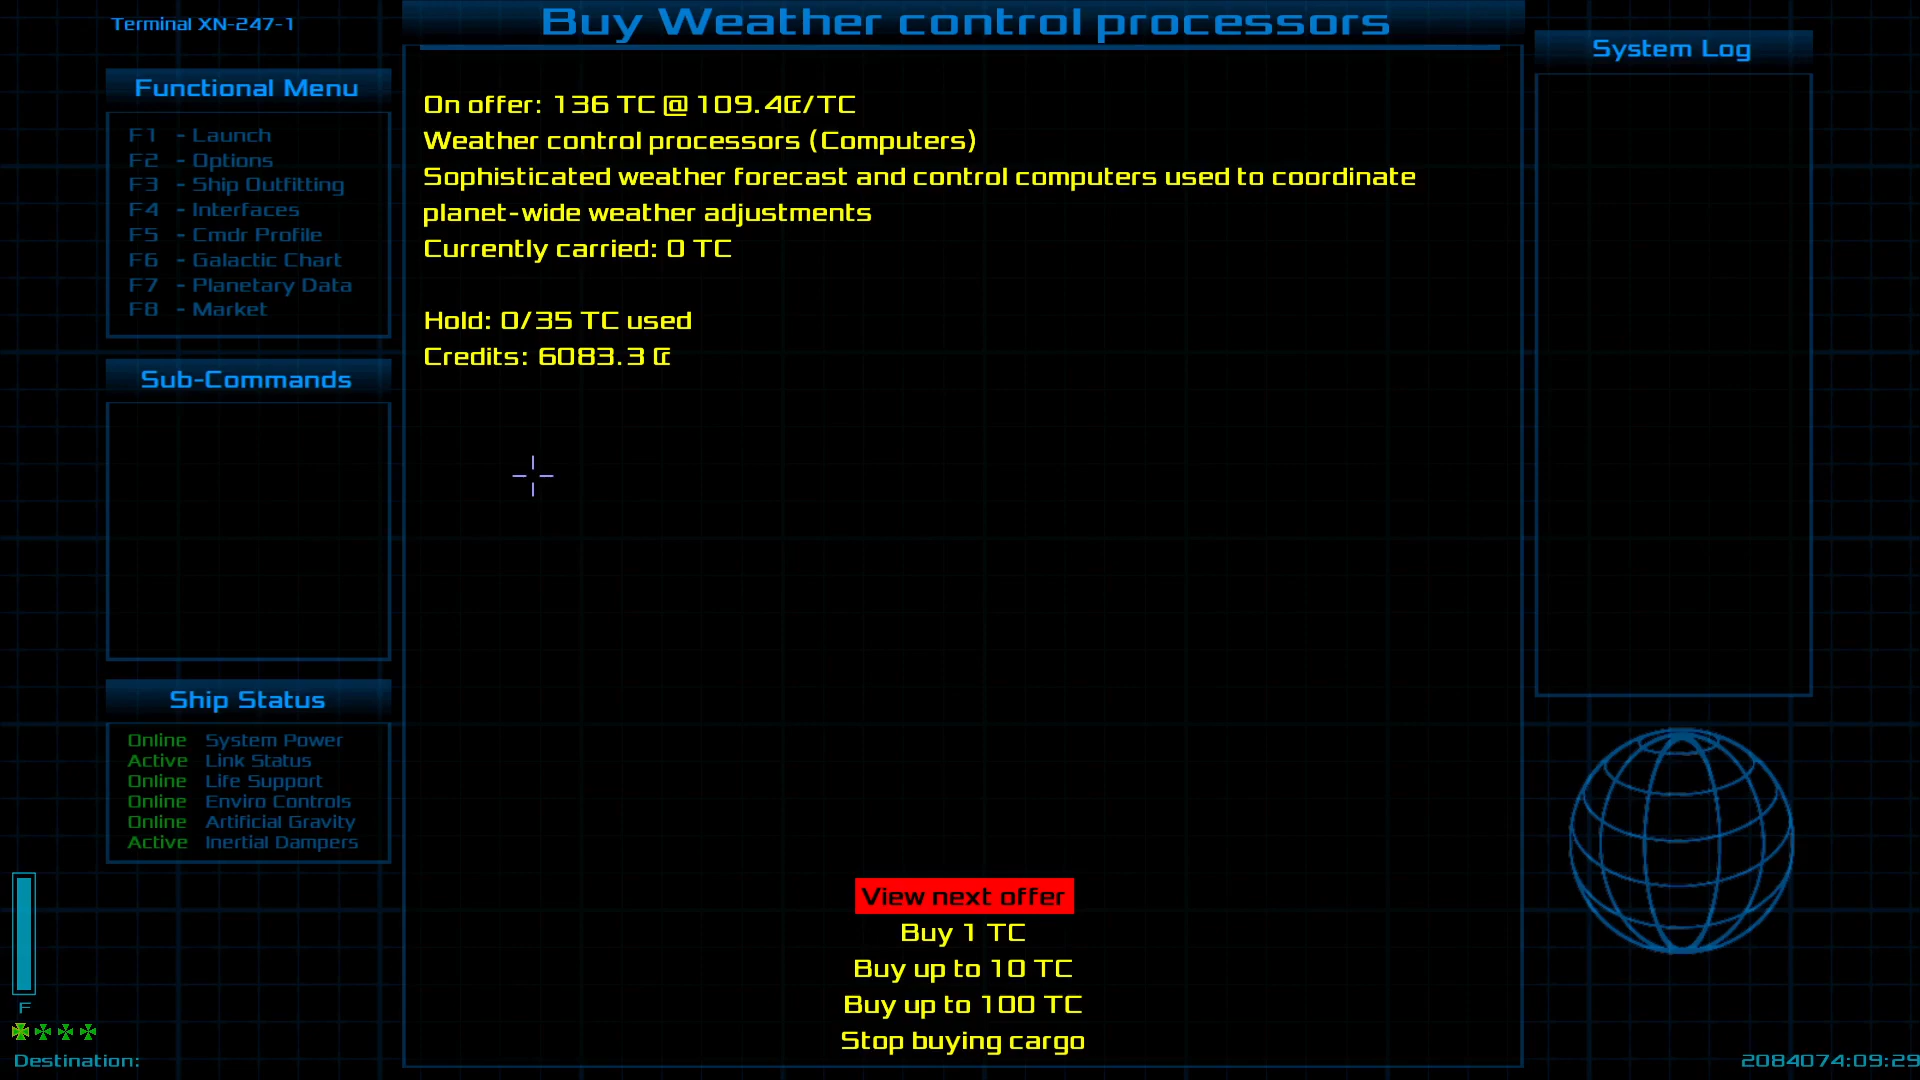 Terminal XN-247-1
Buy Weather control processors
System Log
Functional Menu
F1 - Launch
F2 - Options
F3 - Ship Outfitting
F4 - Interfaces
F5 - Cmdr Profile
F6 - Galactic Chart
F7 - Planetary Data
F8 - Market
On offer: 136 TC @ 109.4₢/TC
Weather control processors (Computers)
Sophisticated weather forecast and control computers used to coordinate
planet-wide weather adjustments
Currently carried: 0 TC
Hold: 0/35 TC used
Credits: 6083.3 ₢
Sub-Commands
Ship Status
Online System Power
Active Link Status
Online Life Support
Online Enviro Controls
Online Artificial Gravity
Active Inertial Dampers
View next offer
Buy 1 TC
Buy up to 10 TC
Buy up to 100 TC
Stop buying cargo
F
Destination:
2084074:09:29